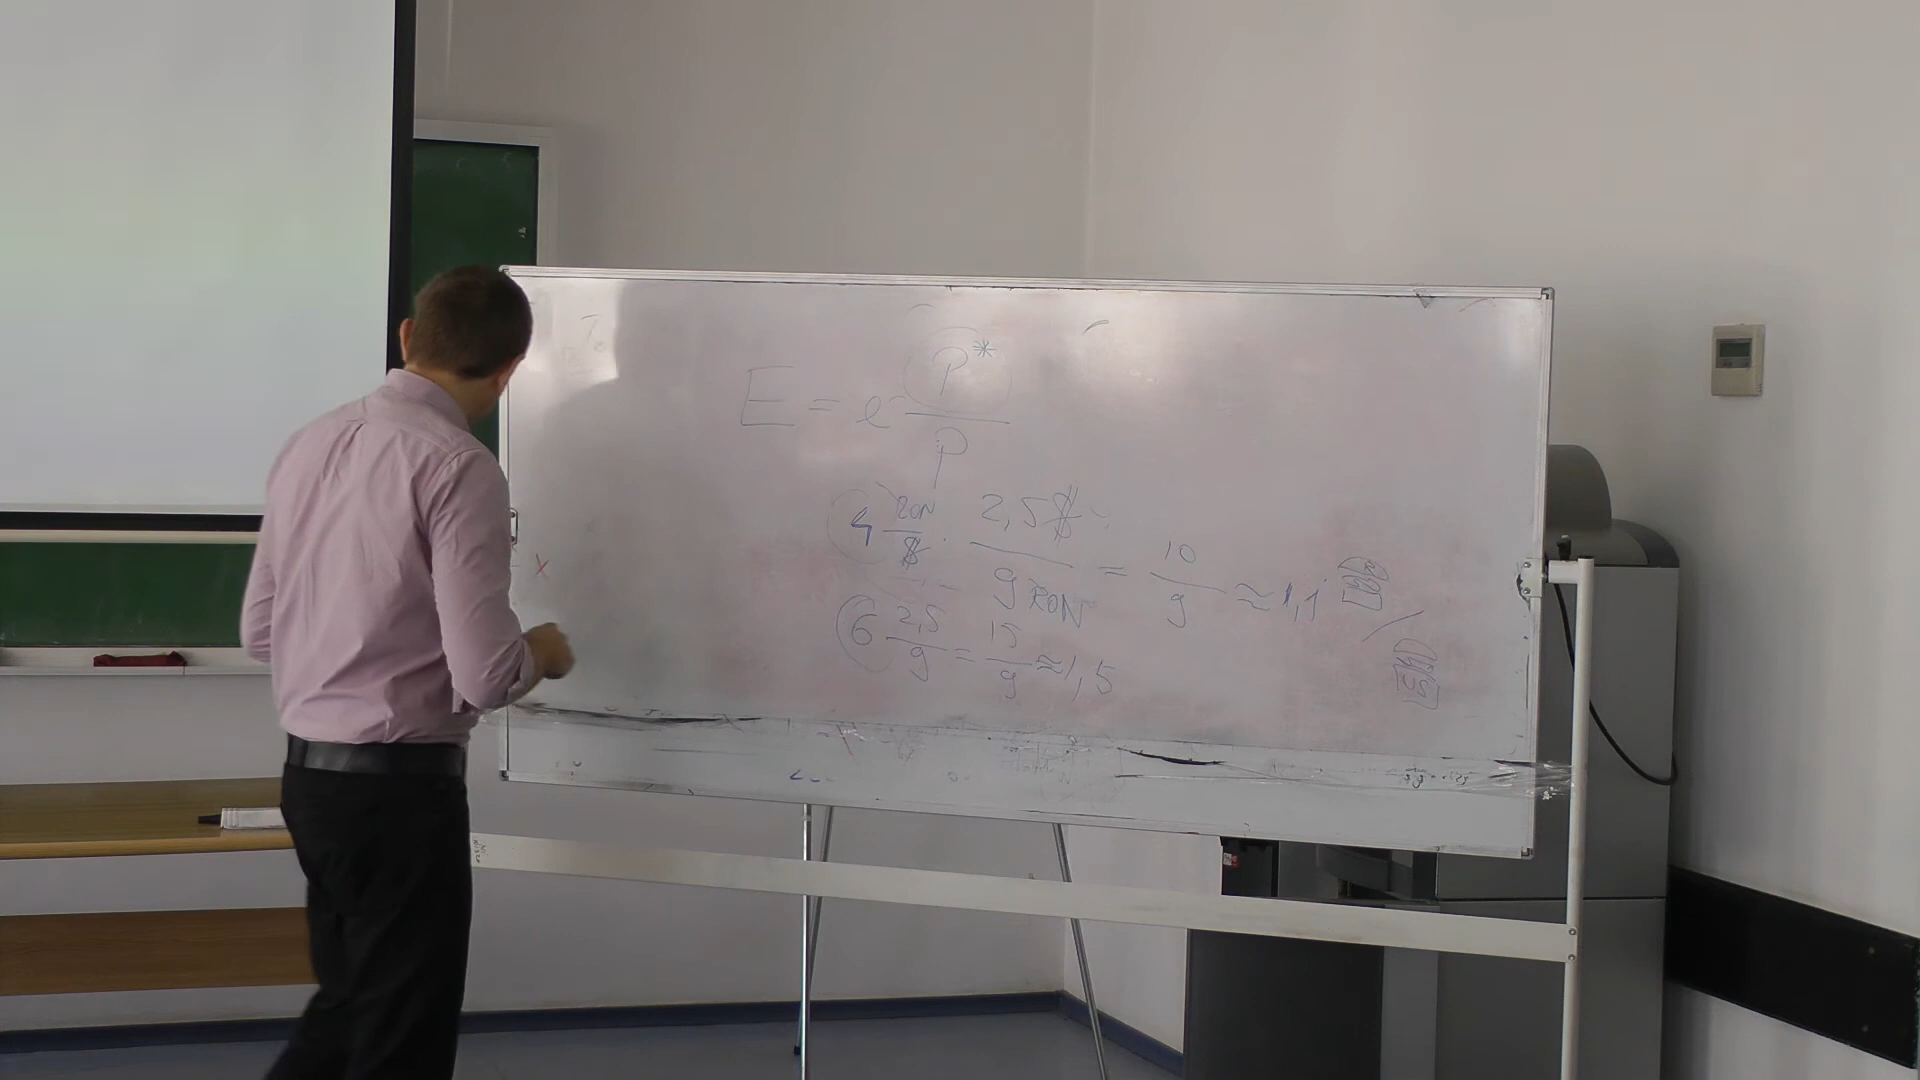 E = e P* / P
4 RON/$ · 2,5$ / 9 RON = 10/9 ≈ 1,1
6 2,5/9 = 15/9 ≈ 1,5